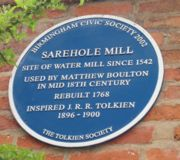 BIRMINGHAM CIVIC SOCIETY 2002
SAREHOLE MILL
SITE OF WATER MILL SINCE 1542
USED BY MATTHEW BOULTON
IN MID 18TH CENTURY
REBUILT 1768
INSPIRED J. R. R. TOLKIEN
1896 - 1900
THE TOLKIEN SOCIETY